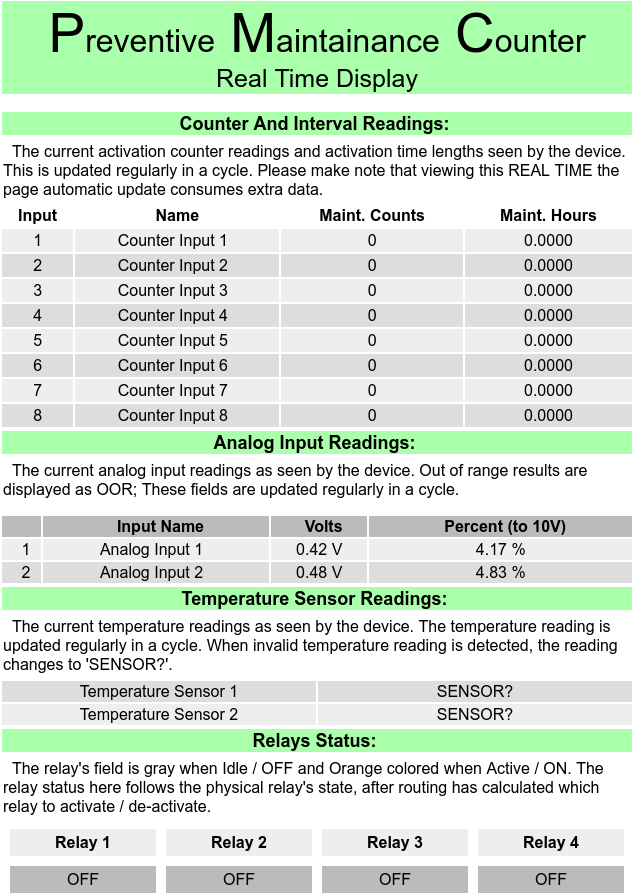 Preventive Maintainance Counter
Real Time Display
Counter And Interval Readings:
The current activation counter readings and activation time lengths seen by the device.
This is updated regularly in a cycle. Please make note that viewing this REAL TIME the
page automatic update consumes extra data.
Input Name Maint. Counts Maint. Hours
1 Counter Input 1 0 0.0000
2 Counter Input 2 0 0.0000
3 Counter Input 3 0 0.0000
4 Counter Input 4 0 0.0000
5 Counter Input 5 0 0.0000
6 Counter Input 6 0 0.0000
7 Counter Input 7 0 0.0000
8 Counter Input 8 0 0.0000
Analog Input Readings:
The current analog input readings as seen by the device. Out of range results are
displayed as OOR; These fields are updated regularly in a cycle.
Input Name Volts Percent (to 10V)
1 Analog Input 1 0.42 V 4.17 %
2 Analog Input 2 0.48 V 4.83 %
Temperature Sensor Readings:
The current temperature readings as seen by the device. The temperature reading is
updated regularly in a cycle. When invalid temperature reading is detected, the reading
changes to 'SENSOR?'.
Temperature Sensor 1 SENSOR?
Temperature Sensor 2 SENSOR?
Relays Status:
The relay's field is gray when Idle / OFF and Orange colored when Active / ON. The
relay status here follows the physical relay's state, after routing has calculated which
relay to activate / de-activate.
Relay 1 Relay 2 Relay 3 Relay 4
OFF OFF OFF OFF